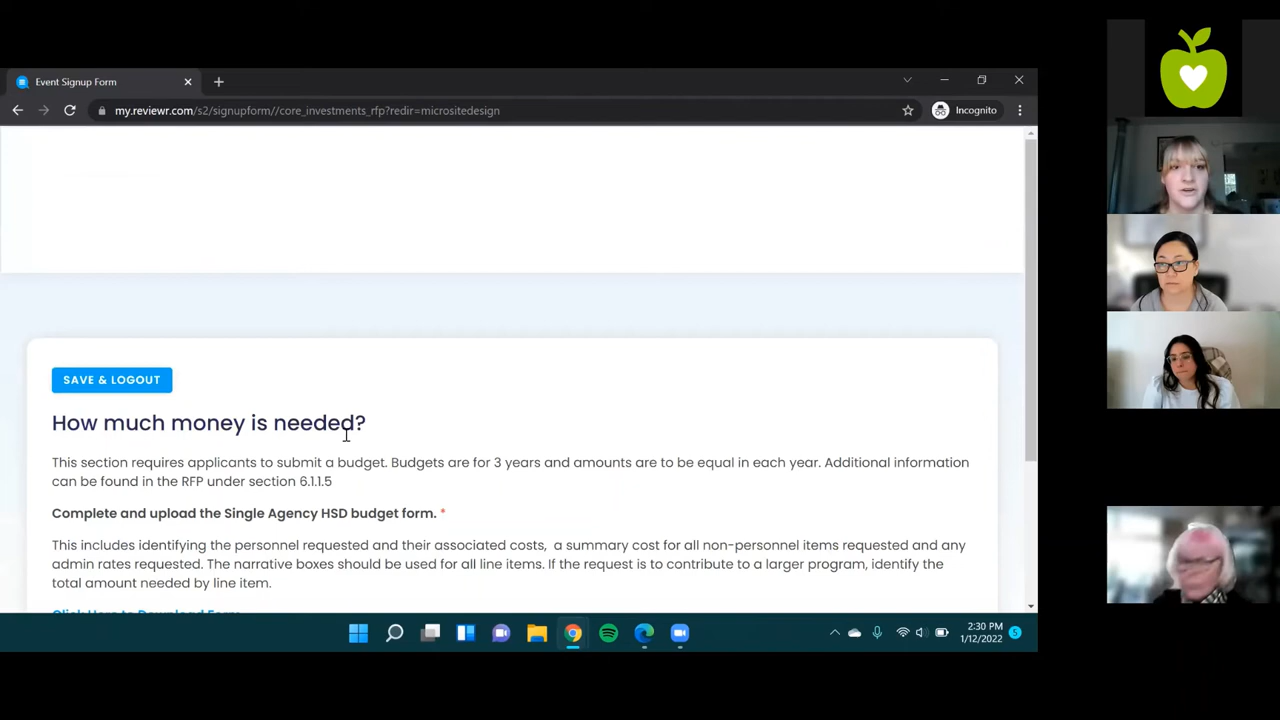 Event Signup Form
my.reviewr.com/s2/signupform//core_investments_rfp?redir=micrositedesign
Incognito
SAVE & LOGOUT
How much money is needed?
This section requires applicants to submit a budget. Budgets are for 3 years and amounts are to be equal in each year. Additional information
can be found in the RFP under section 6.1.1.5
Complete and upload the Single Agency HSD budget form. *
This includes identifying the personnel requested and their associated costs, a summary cost for all non-personnel items requested and any
admin rates requested. The narrative boxes should be used for all line items. If the request is to contribute to a larger program, identify the
total amount needed by line item.
Click Here to Download Form
2:30 PM
1/12/2022
5